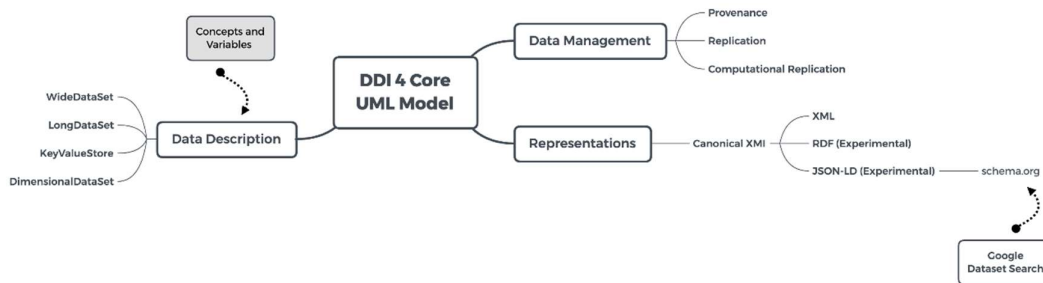 Concepts and
Variables
DDI 4 Core
UML Model
Data Management
Provenance
Replication
Computational Replication
WideDataSet
LongDataSet
KeyValueStore
DimensionalDataSet
Data Description
Representations
Canonical XMI
XML
RDF (Experimental)
JSON-LD (Experimental)
schema.org
Google
Dataset Search